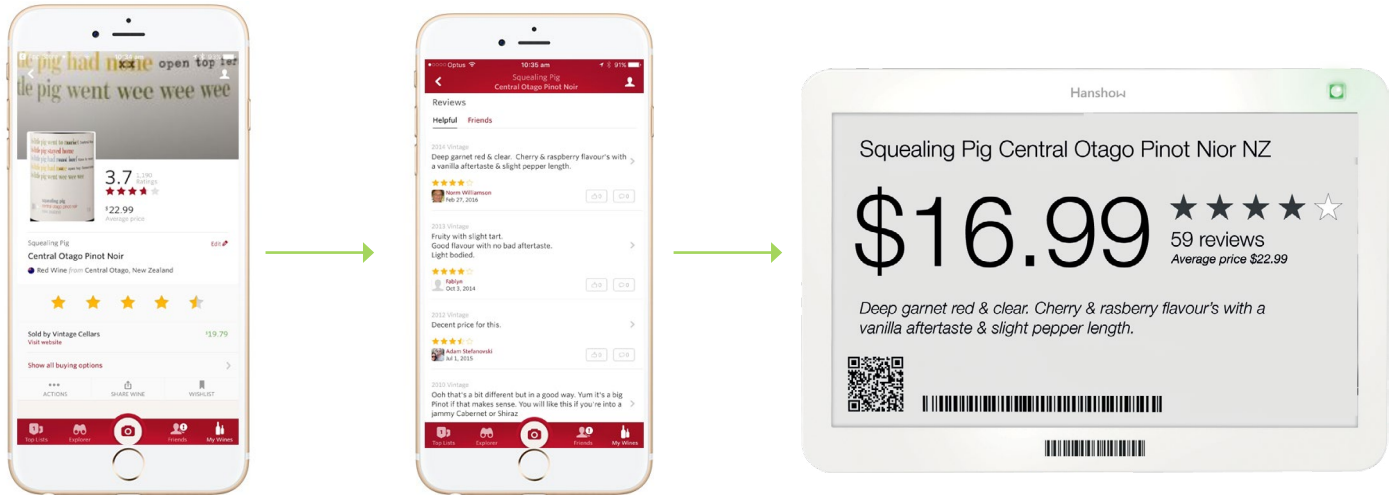 open top ter
pig had none
xx
tle pig went wee wee wee
3.7
1,190
Ratings
$22.99
Average price
Squealing Pig
Edit
Central Otago Pinot Noir
Red Wine from Central Otago, New Zealand
Sold by Vintage Cellars
$19.79
Visit website
Show all buying options
ACTIONS
SHARE WINE
WISHLIST
Top Lists
Explorer
Friends
My Wines
Optus
10:35 am
91%
Squealing Pig
Central Otago Pinot Noir
Reviews
Helpful
Friends
2014 Vintage
Deep garnet red & clear. Cherry & raspberry flavour's with
a vanilla aftertaste & slight pepper length.
Norm Williamson
Feb 27, 2016
0
0
2013 Vintage
Fruity with slight tart.
Good flavour with no bad aftertaste.
Light bodied.
fablyn
Oct 3, 2014
0
0
2012 Vintage
Decent price for this.
Adam Stefanovski
Jul 1, 2015
0
0
2010 Vintage
Ooh that's a bit different but in a good way. Yum it's a big
Pinot if that makes sense. You will like this if you're into a
jammy Cabernet or Shiraz
Top Lists
Explorer
Friends
My Wines
Hanshow
Squealing Pig Central Otago Pinot Nior NZ
$16.99
59 reviews
Average price $22.99
Deep garnet red & clear. Cherry & rasberry flavour's with a
vanilla aftertaste & slight pepper length.